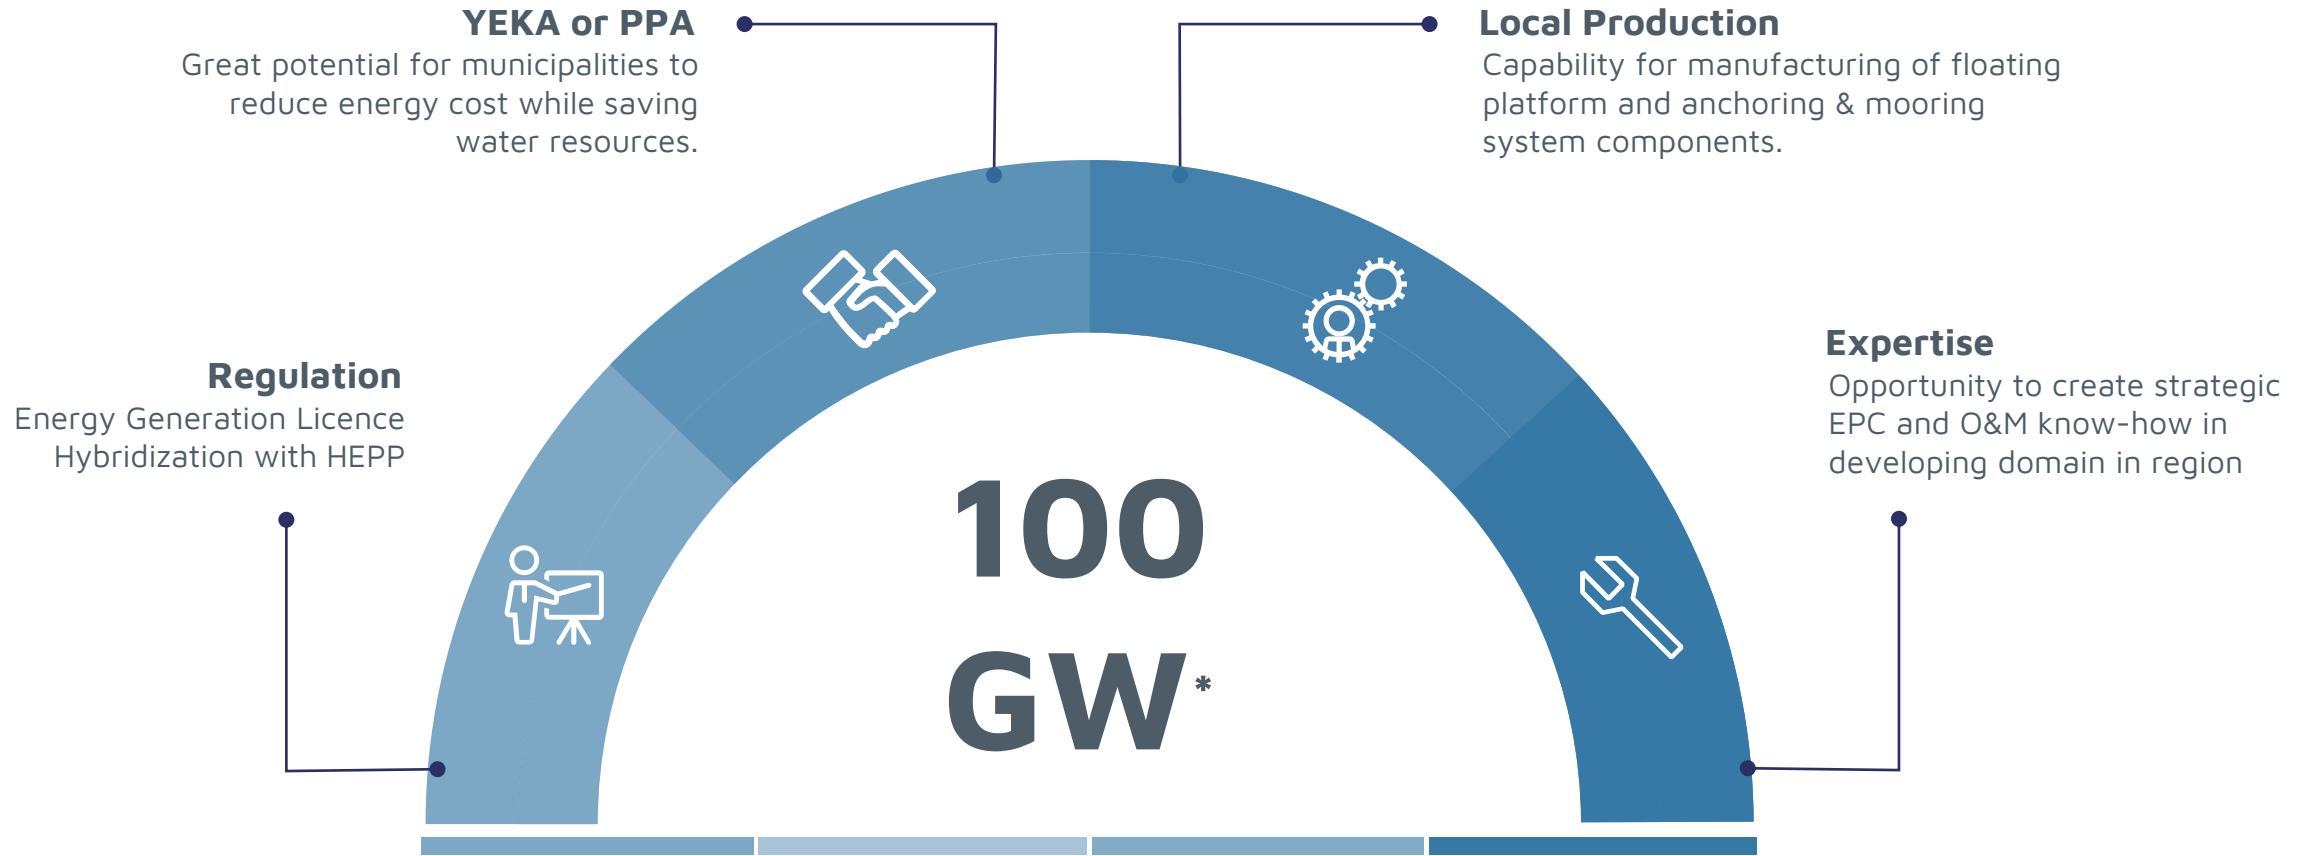 YEKA or PPA
Great potential for municipalities to
reduce energy cost while saving
water resources.
Local Production
Capability for manufacturing of floating
platform and anchoring & mooring
system components.
Regulation
Energy Generation Licence
Hybridization with HEPP
Expertise
Opportunity to create strategic
EPC and O&M know-how in
developing domain in region
100
GW*